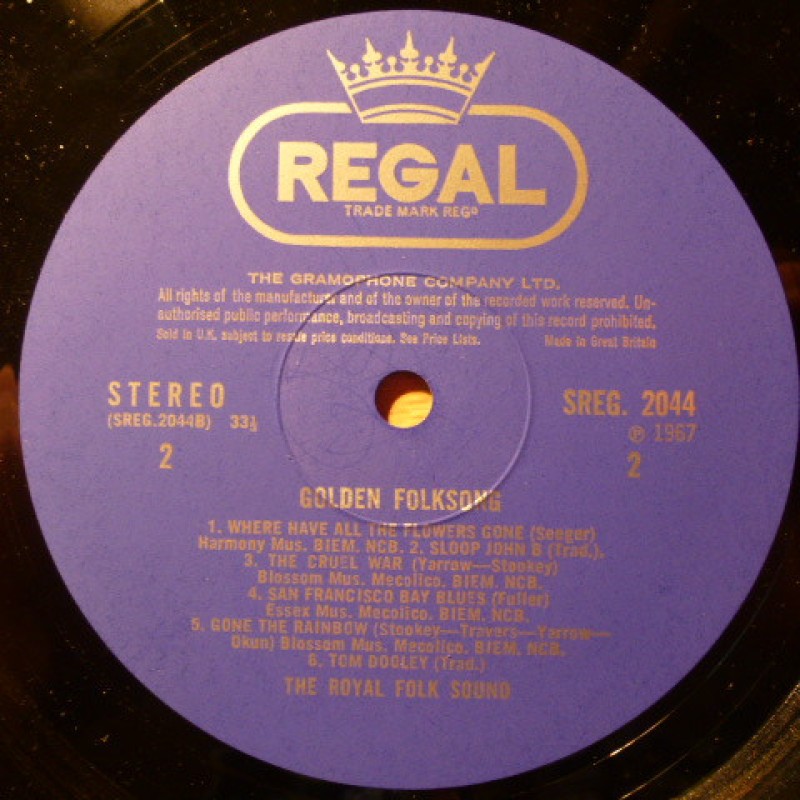 REGAL
TRADE MARK REGD
THE GRAMOPHONE COMPANY LTD.
All rights of the manufacturer and of the owner of the recorded work reserved. Un-
authorised public performance, broadcasting and copying of this record prohibited.
Sold in U.K. subject to resale price conditions. See Price Lists. Made in Great Britain
STEREO SREG. 2044
(SREG.2044B) 33⅓ ℗ 1967
2 2
GOLDEN FOLKSONG
1. WHERE HAVE ALL THE FLOWERS GONE (Seeger)
Harmony Mus. BIEM. NCB. 2. SLOOP JOHN B (Trad.).
3. THE CRUEL WAR (Yarrow—Stookey)
Blossom Mus. Mecolico. BIEM. NCB.
4. SAN FRANCISCO BAY BLUES (Fuller)
Essex Mus. Mecolico. BIEM. NCB.
5. GONE THE RAINBOW (Stookey—Travers—Yarrow—
Okun) Blossom Mus. Mecolico. BIEM. NCB.
6. TOM DOOLEY (Trad.)
THE ROYAL FOLK SOUND